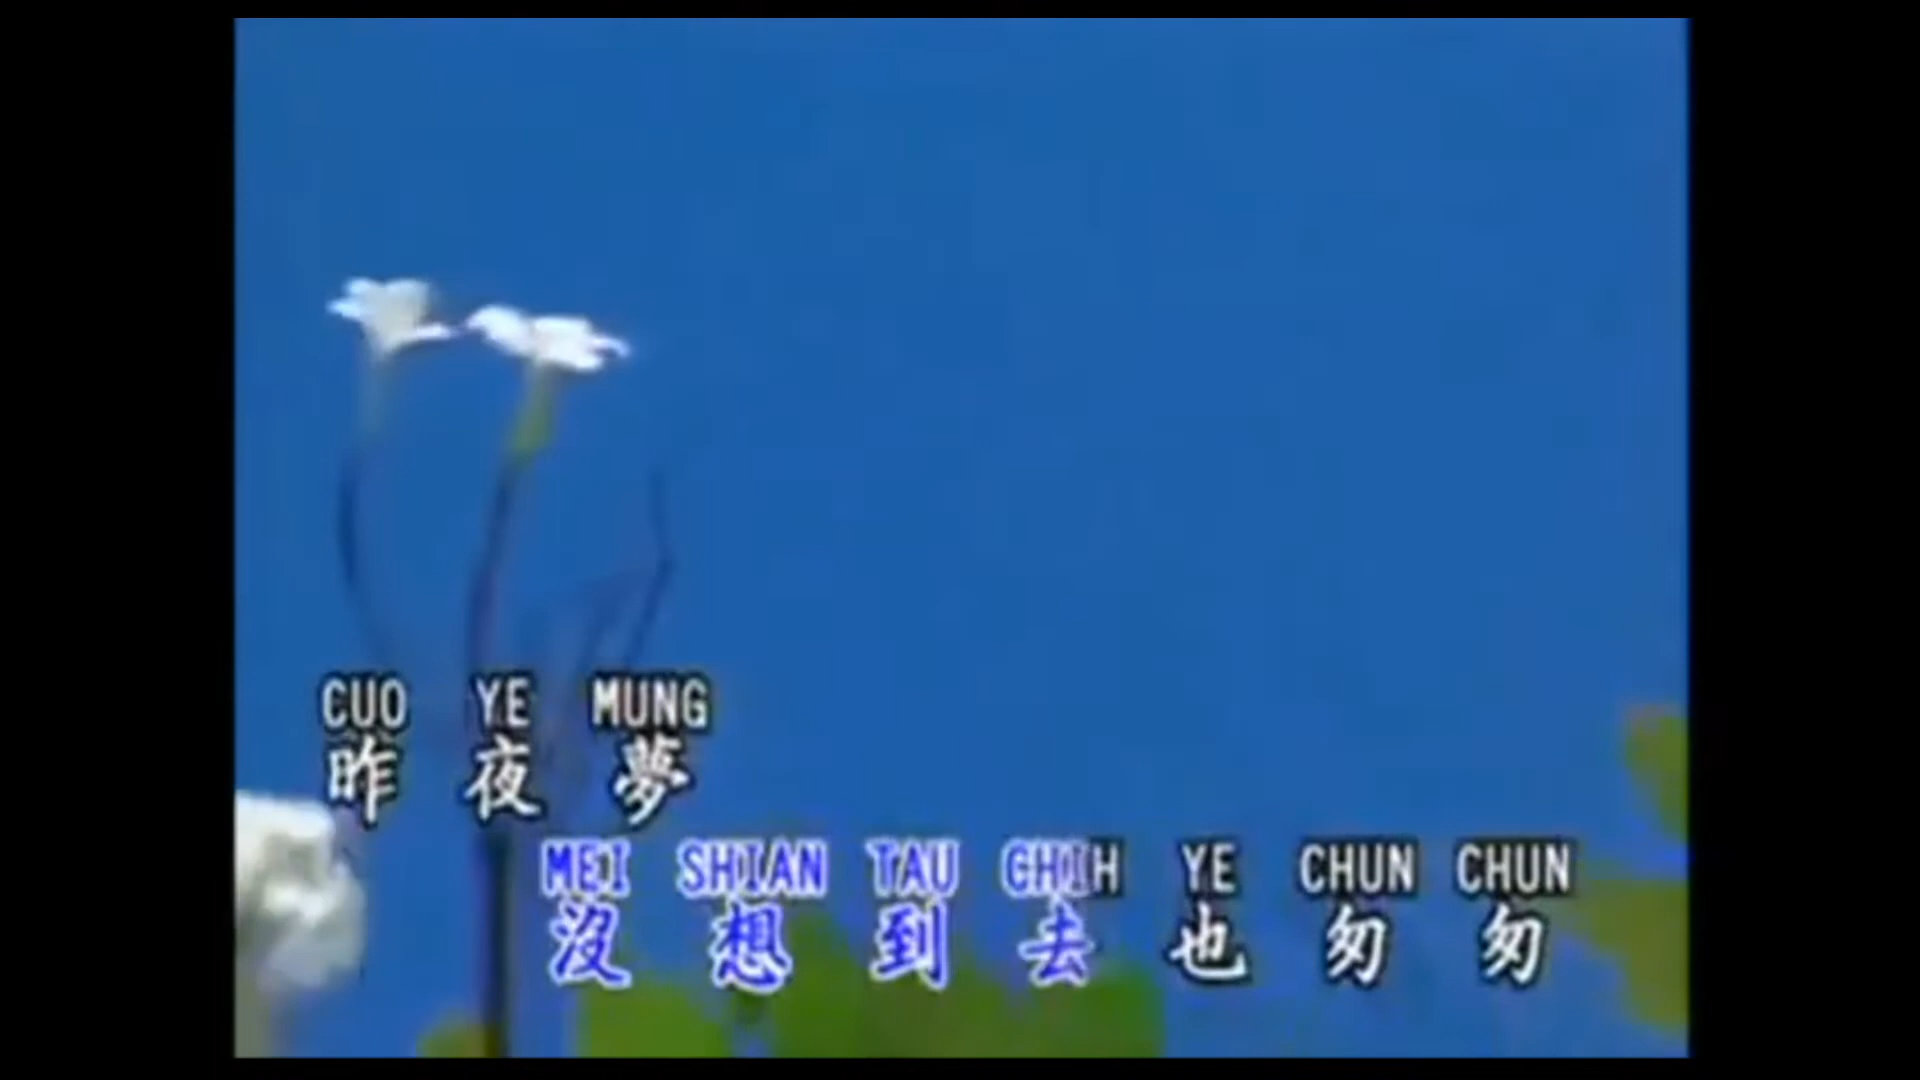 CUO YE MUNG
昨 夜 夢
MEI SHIAN TAU CHIH YE CHUN CHUN
沒 想 到 去 也 匆 匆